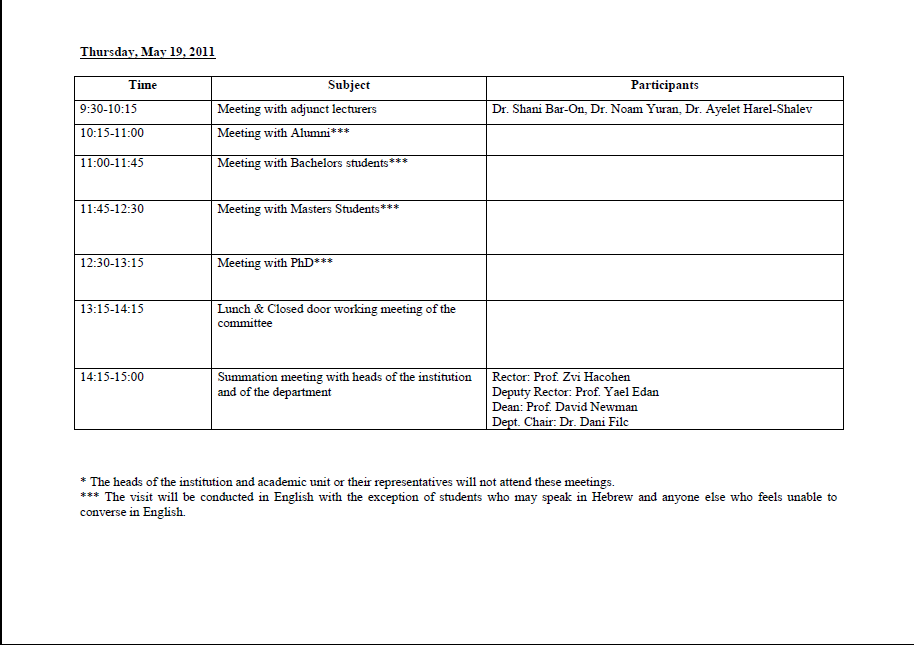 Thursday, May 19, 2011
Time Subject Participants
9:30-10:15 Meeting with adjunct lecturers Dr. Shani Bar-On, Dr. Noam Yuran, Dr. Ayelet Harel-Shalev
10:15-11:00 Meeting with Alumni***
11:00-11:45 Meeting with Bachelors students***
11:45-12:30 Meeting with Masters Students***
12:30-13:15 Meeting with PhD***
13:15-14:15 Lunch & Closed door working meeting of the
committee
14:15-15:00 Summation meeting with heads of the institution Rector: Prof. Zvi Hacohen
and of the department Deputy Rector: Prof. Yael Edan
Dean: Prof. David Newman
Dept. Chair: Dr. Dani Filc
* The heads of the institution and academic unit or their representatives will not attend these meetings.
*** The visit will be conducted in English with the exception of students who may speak in Hebrew and anyone else who feels unable to
converse in English.